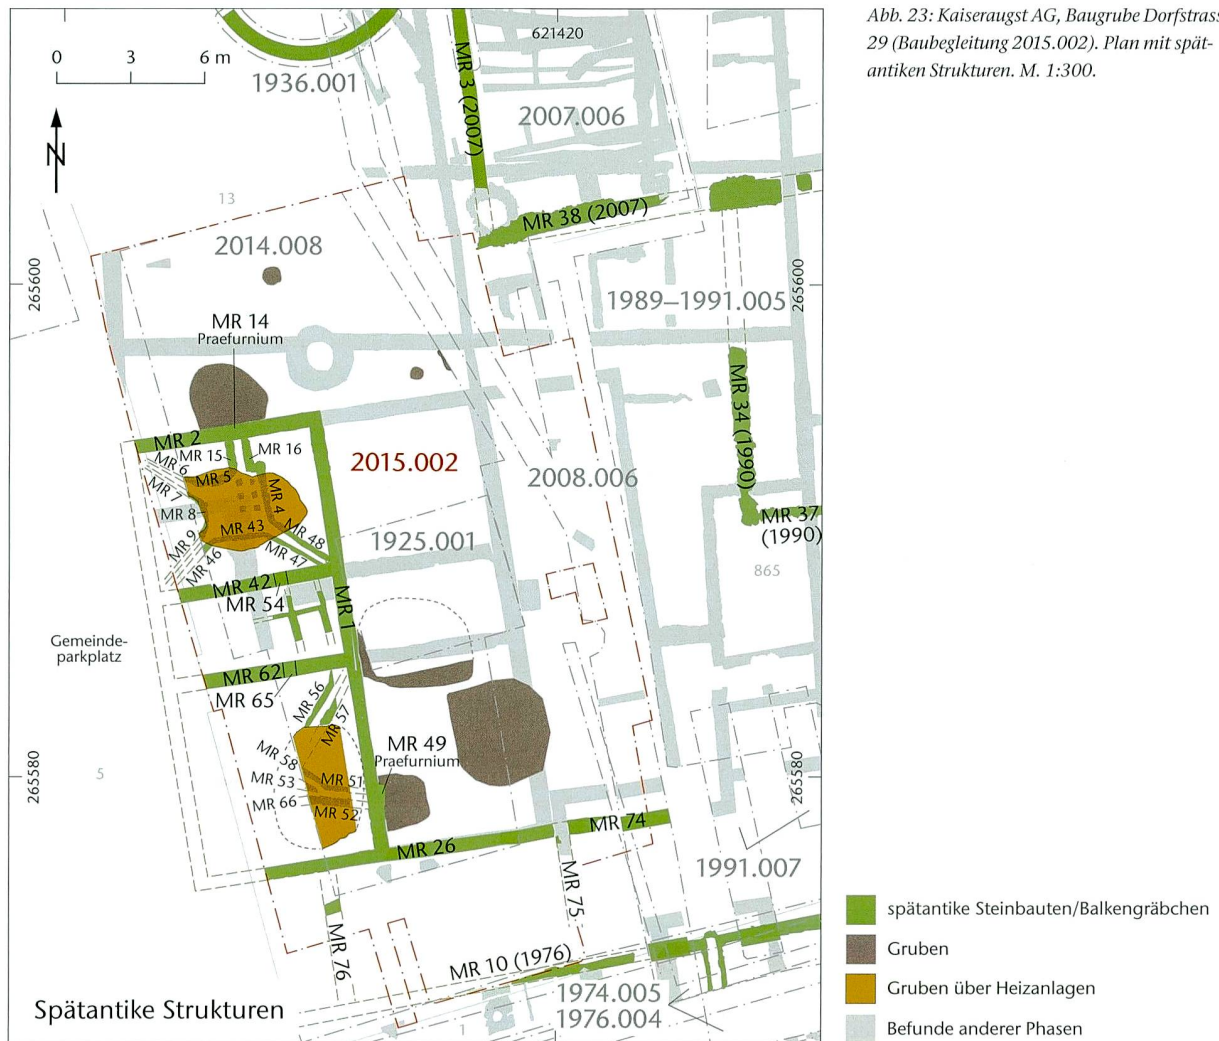 Abb. 23: Kaiseraugst AG, Baugrube Dorfstrass
29 (Baubegleitung 2015.002). Plan mit spät-
antiken Strukturen. M. 1:300.
0 3 6 m
N
621420
1936.001
MR 3 (2007)
2007.006
13
MR 38 (2007)
2014.008
265600
265600
1989–1991.005
MR 14
Praefurnium
MR 34 (1990)
MR 2
MR 15
MR 16
MR 6
MR 5
MR 7
MR 4
MR 8
MR 43
MR 48
MR 9
MR 46
MR 47
2015.002
2008.006
MR 37
(1990)
1925.001
865
MR 42
MR 54
MR 1
Gemeinde-
parkplatz
MR 62
MR 65
MR 56
MR 57
MR 49
Praefurnium
MR 58
MR 53
MR 51
MR 66
MR 52
5
265580
265580
MR 26
MR 74
1991.007
MR 75
MR 76
MR 10 (1976)
1974.005
1976.004
1
Spätantike Strukturen
spätantike Steinbauten/Balkengräbchen
Gruben
Gruben über Heizanlagen
Befunde anderer Phasen